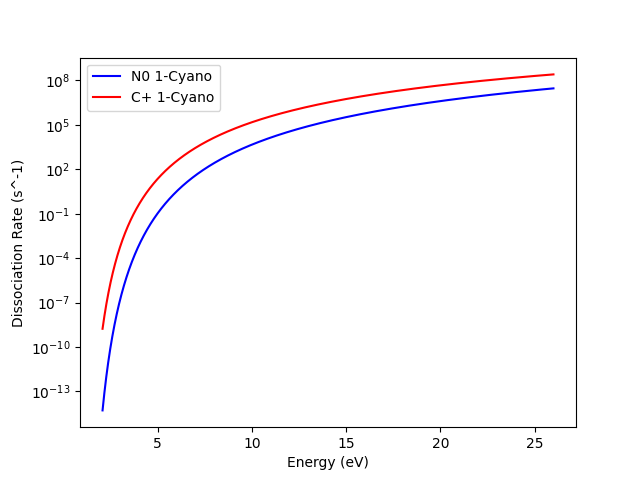 N0 1-Cyano
C+ 1-Cyano
10^8
10^5
10^2
10^−1
10^−4
10^−7
10^−10
10^−13
Dissociation Rate (s^-1)
5 10 15 20 25
Energy (eV)